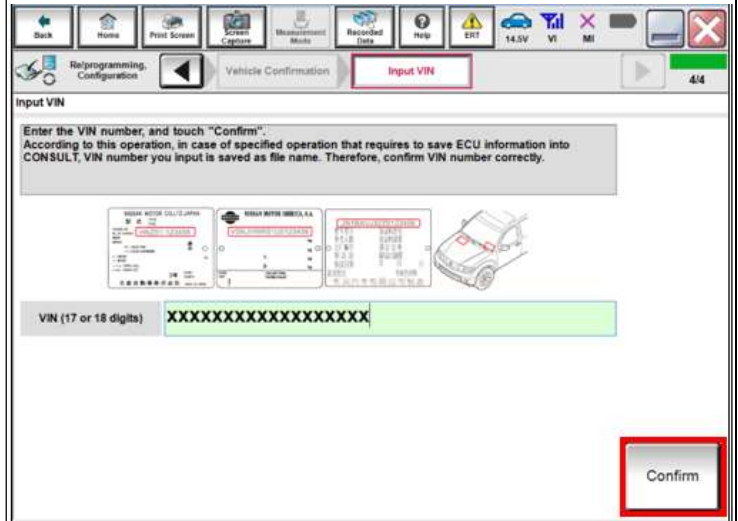 Back
Home
Print Screen
Screen Capture
Measurement Mode
Recorded Data
Help
ERT
14.5V
VI
MI
Re/programming, Configuration
Vehicle Confirmation
Input VIN
4/4
Input VIN
Enter the VIN number, and touch "Confirm".
According to this operation, in case of specified operation that requires to save ECU information into
CONSULT, VIN number you input is saved as file name. Therefore, confirm VIN number correctly.
VIN (17 or 18 digits)
XXXXXXXXXXXXXXXXXX
Confirm